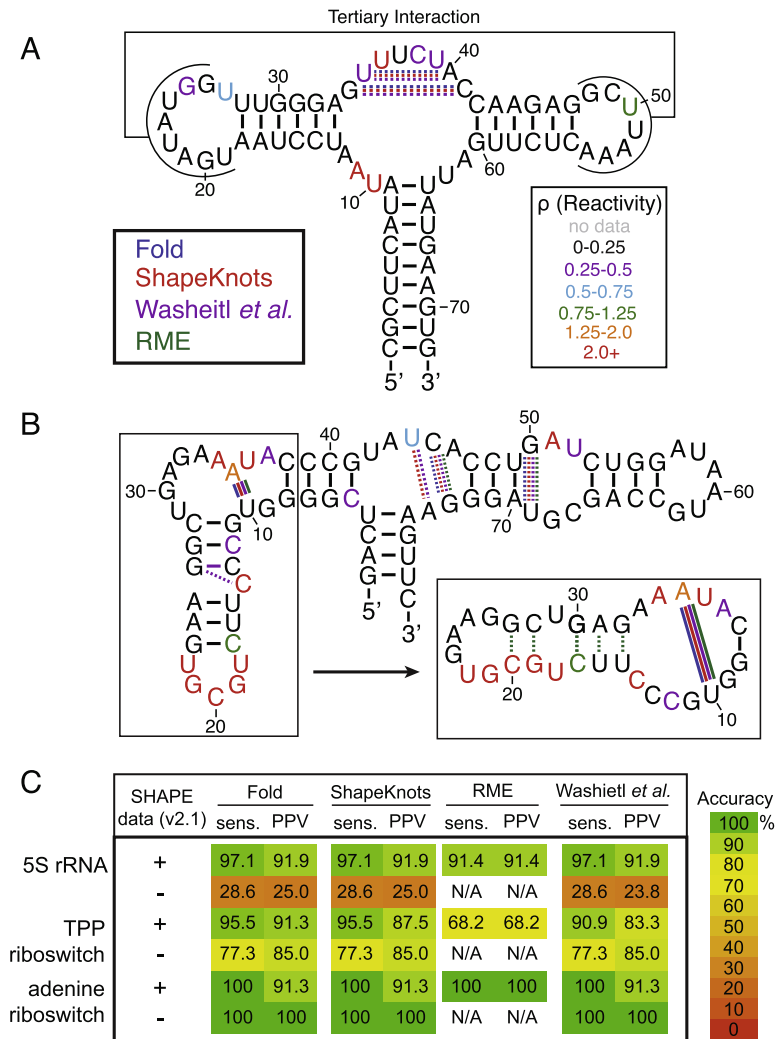 Tertiary Interaction
A
U U U C U A 40
G C
30
U G G U U U G G G A G
C A A G A G G C U 50
U A U A G U A A U C C U A
G U U C U C A A A U
20
A A U A 10
U U A G 60
U A
A U
C G
U A
U A
C G -70
G U
C G
5' 3'
Fold
ShapeKnots
Washeitl et al.
RME
ρ (Reactivity)
no data
0-0.25
0.25-0.5
0.5-0.75
0.75-1.25
1.25-2.0
2.0+
B
30 G A G A A A U A C C C G U A U C A C C U G A U C U G G A U A A -60
40
50
10
70
U C G G A A G U G C G U C U U C C C G U G G G G C U C A G 5'
20
A A G G G A U G C G A C C G U
A G U U C 3'
30
A A G G C U G A G A A A U A C G G U G C C C U U C U G C G U G
20
10
C
SHAPE data (v2.1) Fold ShapeKnots RME Washietl et al.
sens. PPV sens. PPV sens. PPV sens. PPV
5S rRNA + 97.1 91.9 97.1 91.9 91.4 91.4 97.1 91.9
- 28.6 25.0 28.6 25.0 N/A N/A 28.6 23.8
TPP riboswitch + 95.5 91.3 95.5 87.5 68.2 68.2 90.9 83.3
- 77.3 85.0 77.3 85.0 N/A N/A 77.3 85.0
adenine riboswitch + 100 91.3 100 91.3 100 100 100 91.3
- 100 100 100 100 N/A N/A 100 100
Accuracy
100 %
90
80
70
60
50
40
30
20
10
0